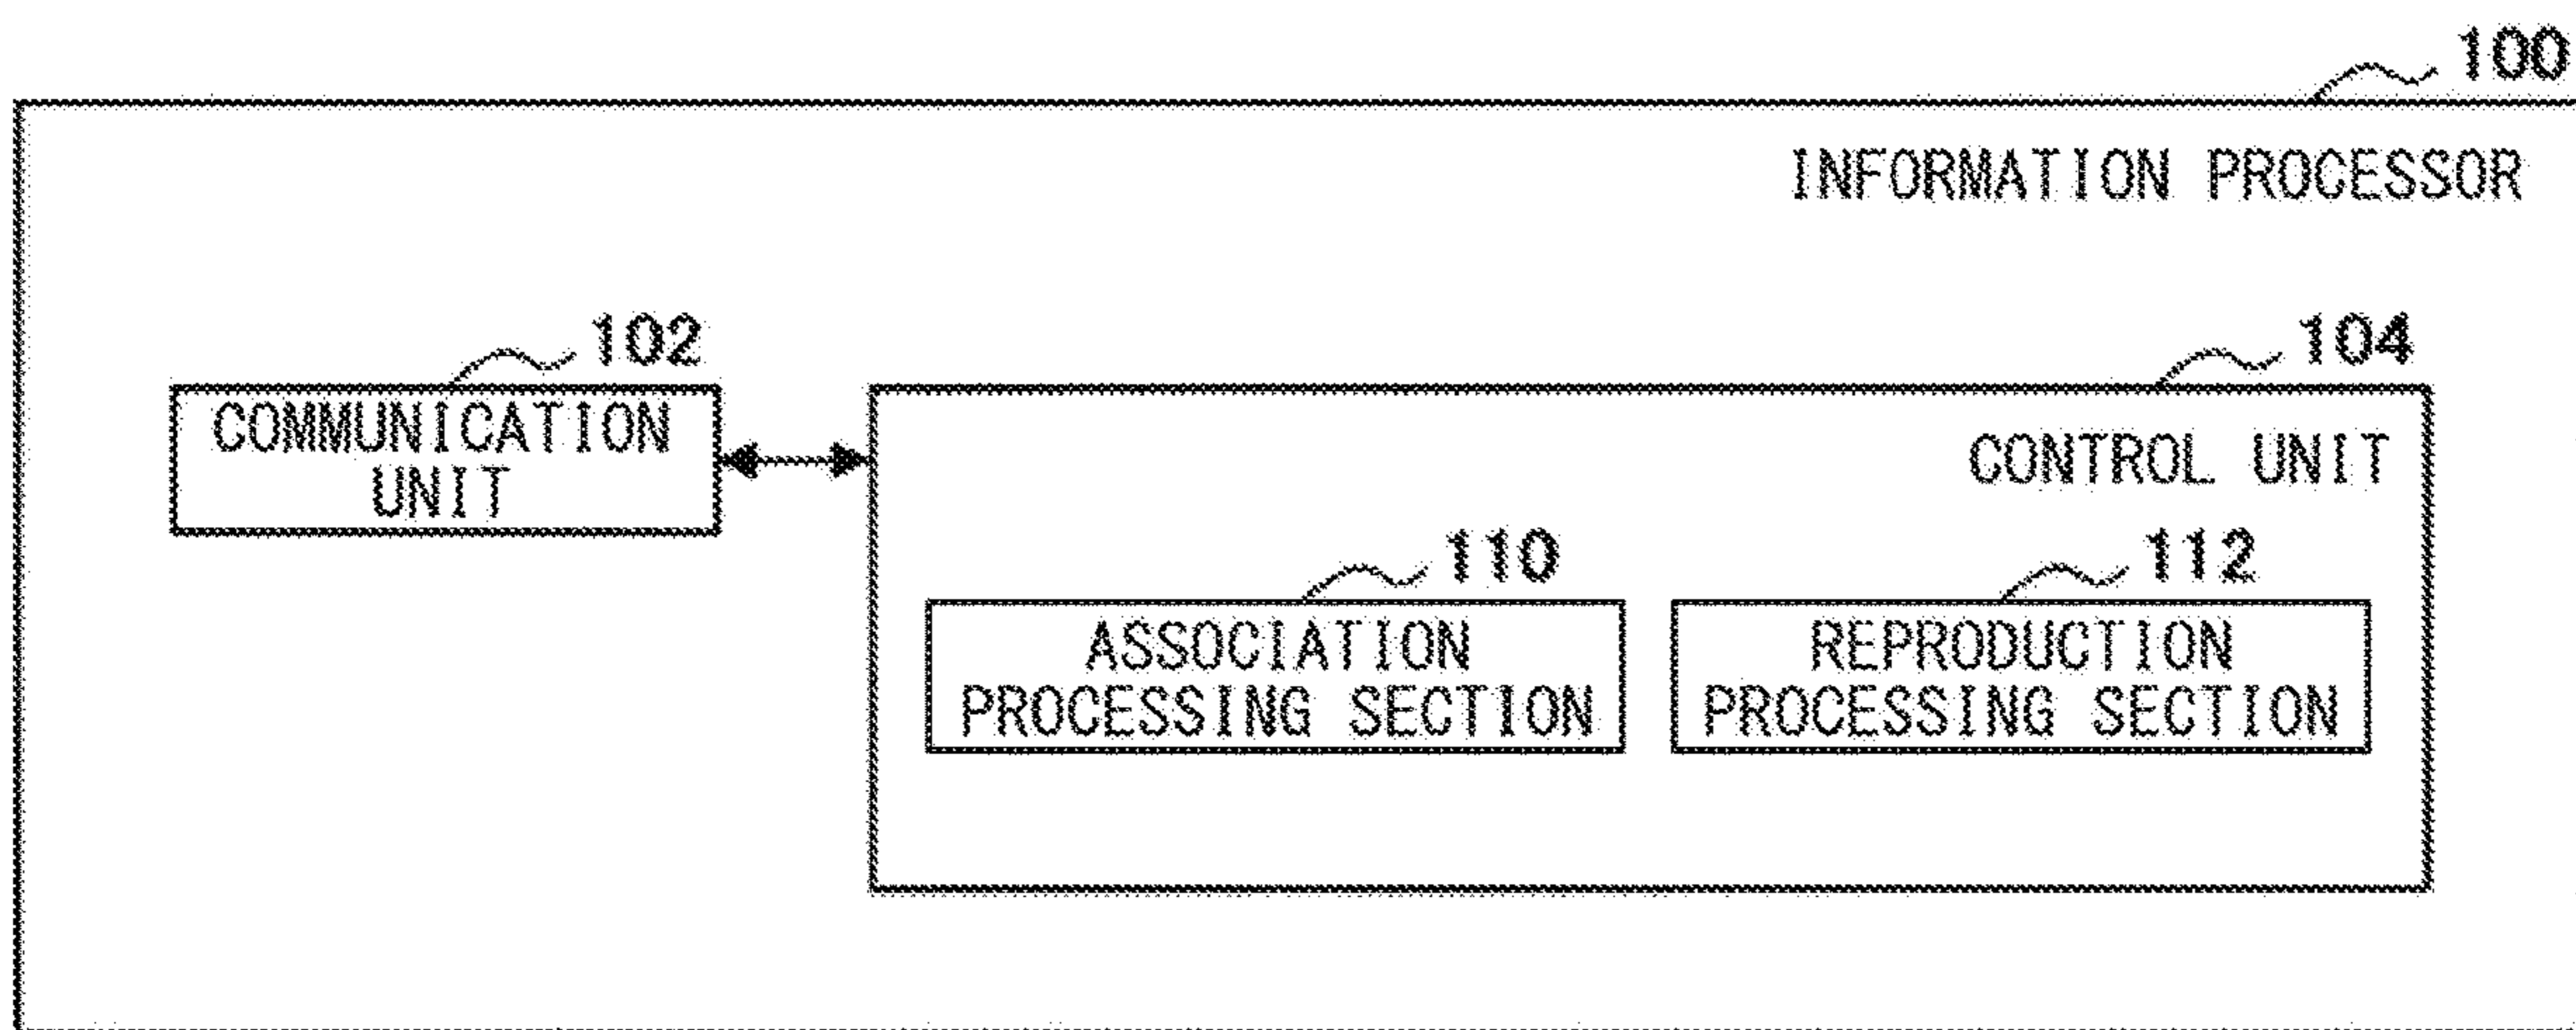 100
INFORMATION PROCESSOR
102
COMMUNICATION
UNIT
104
CONTROL UNIT
110
ASSOCIATION
PROCESSING SECTION
112
REPRODUCTION
PROCESSING SECTION